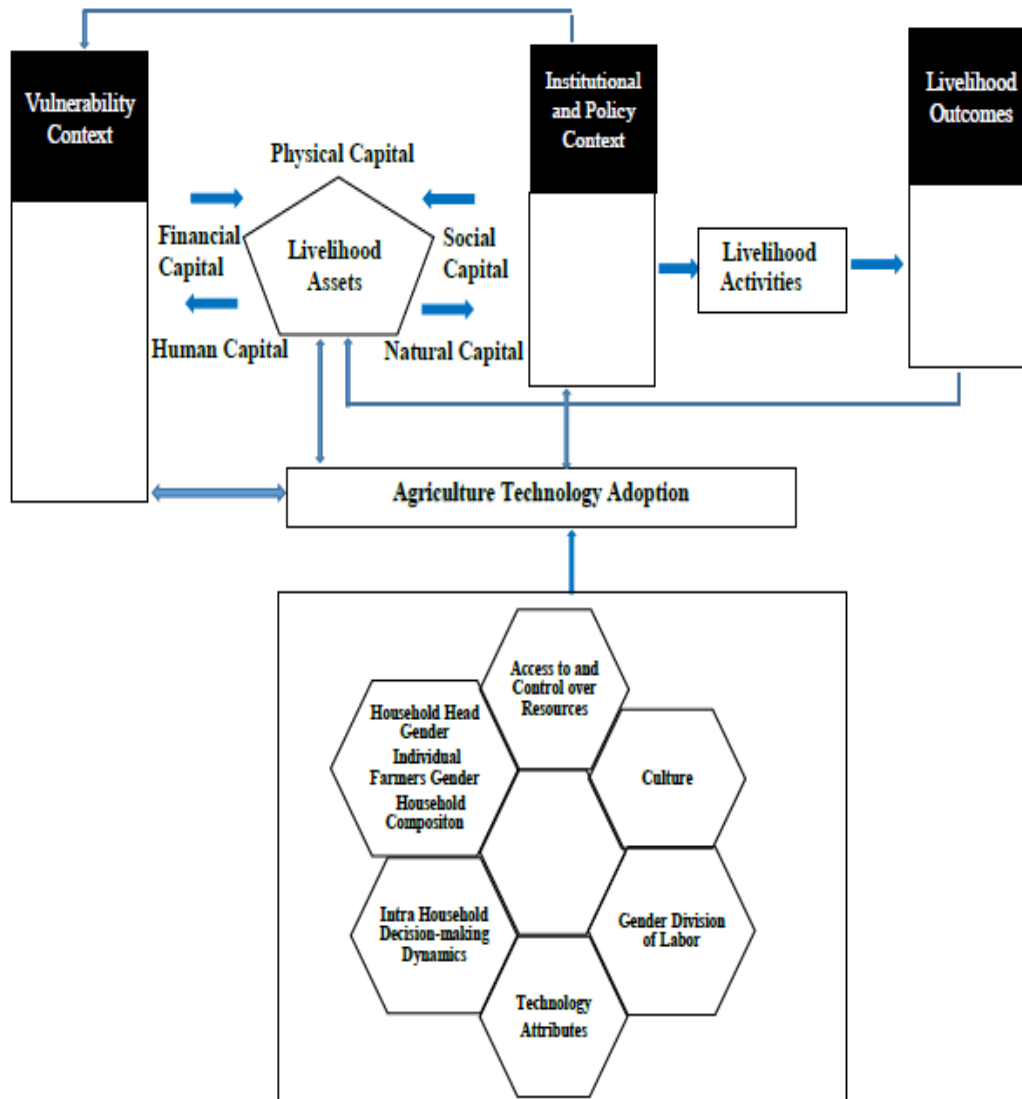 Vulnerability
Context
Institutional
and Policy
Context
Livelihood
Outcomes
Physical Capital
Financial
Capital
Livelihood
Assets
Social
Capital
Livelihood
Activities
Human Capital
Natural Capital
Agriculture Technology Adoption
Access to and
Control over
Resources
Household Head
Gender
Individual
Farmers Gender
Household
Compositon
Culture
Intra Household
Decision-making
Dynamics
Gender Division
of Labor
Technology
Attributes